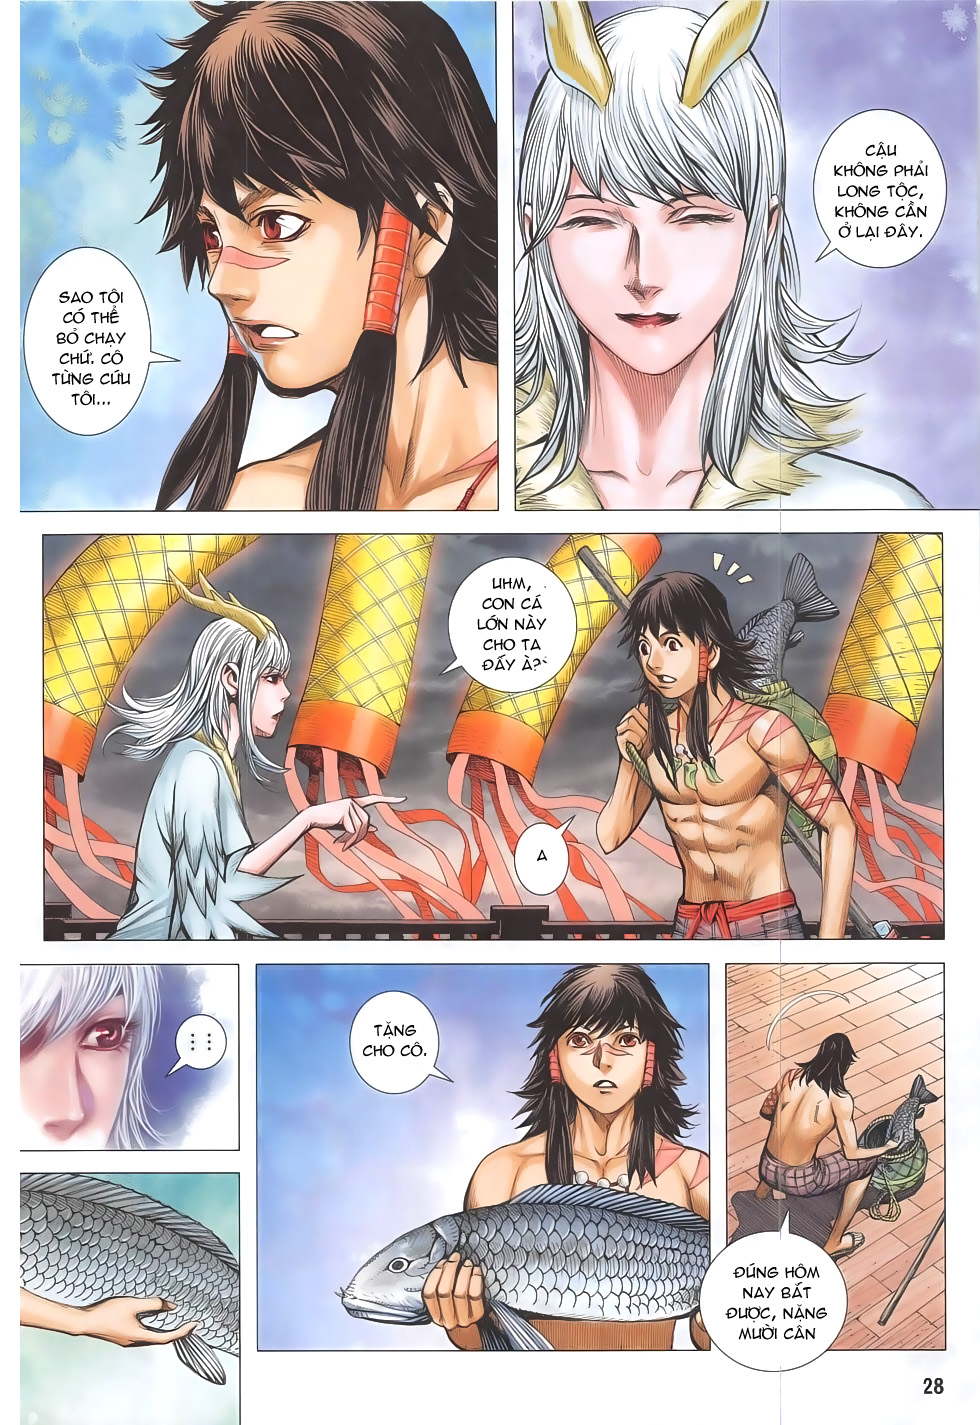 CẬU
KHÔNG PHẢI
LONG TỘC,
KHÔNG CẦN
Ở LẠI ĐÂY.
SAO TÔI
CÓ THỂ
BỎ CHẠY
CHỨ. CÔ
TỪNG CỨU
TÔI...
UHM,
CON CÁ
LỚN NÀY
CHO TA
ĐẤY À?
A
......
TẶNG
CHO CÔ.
ĐÚNG HÔM
NAY BẮT
ĐƯỢC, NẶNG
MƯỜI CÂN
28